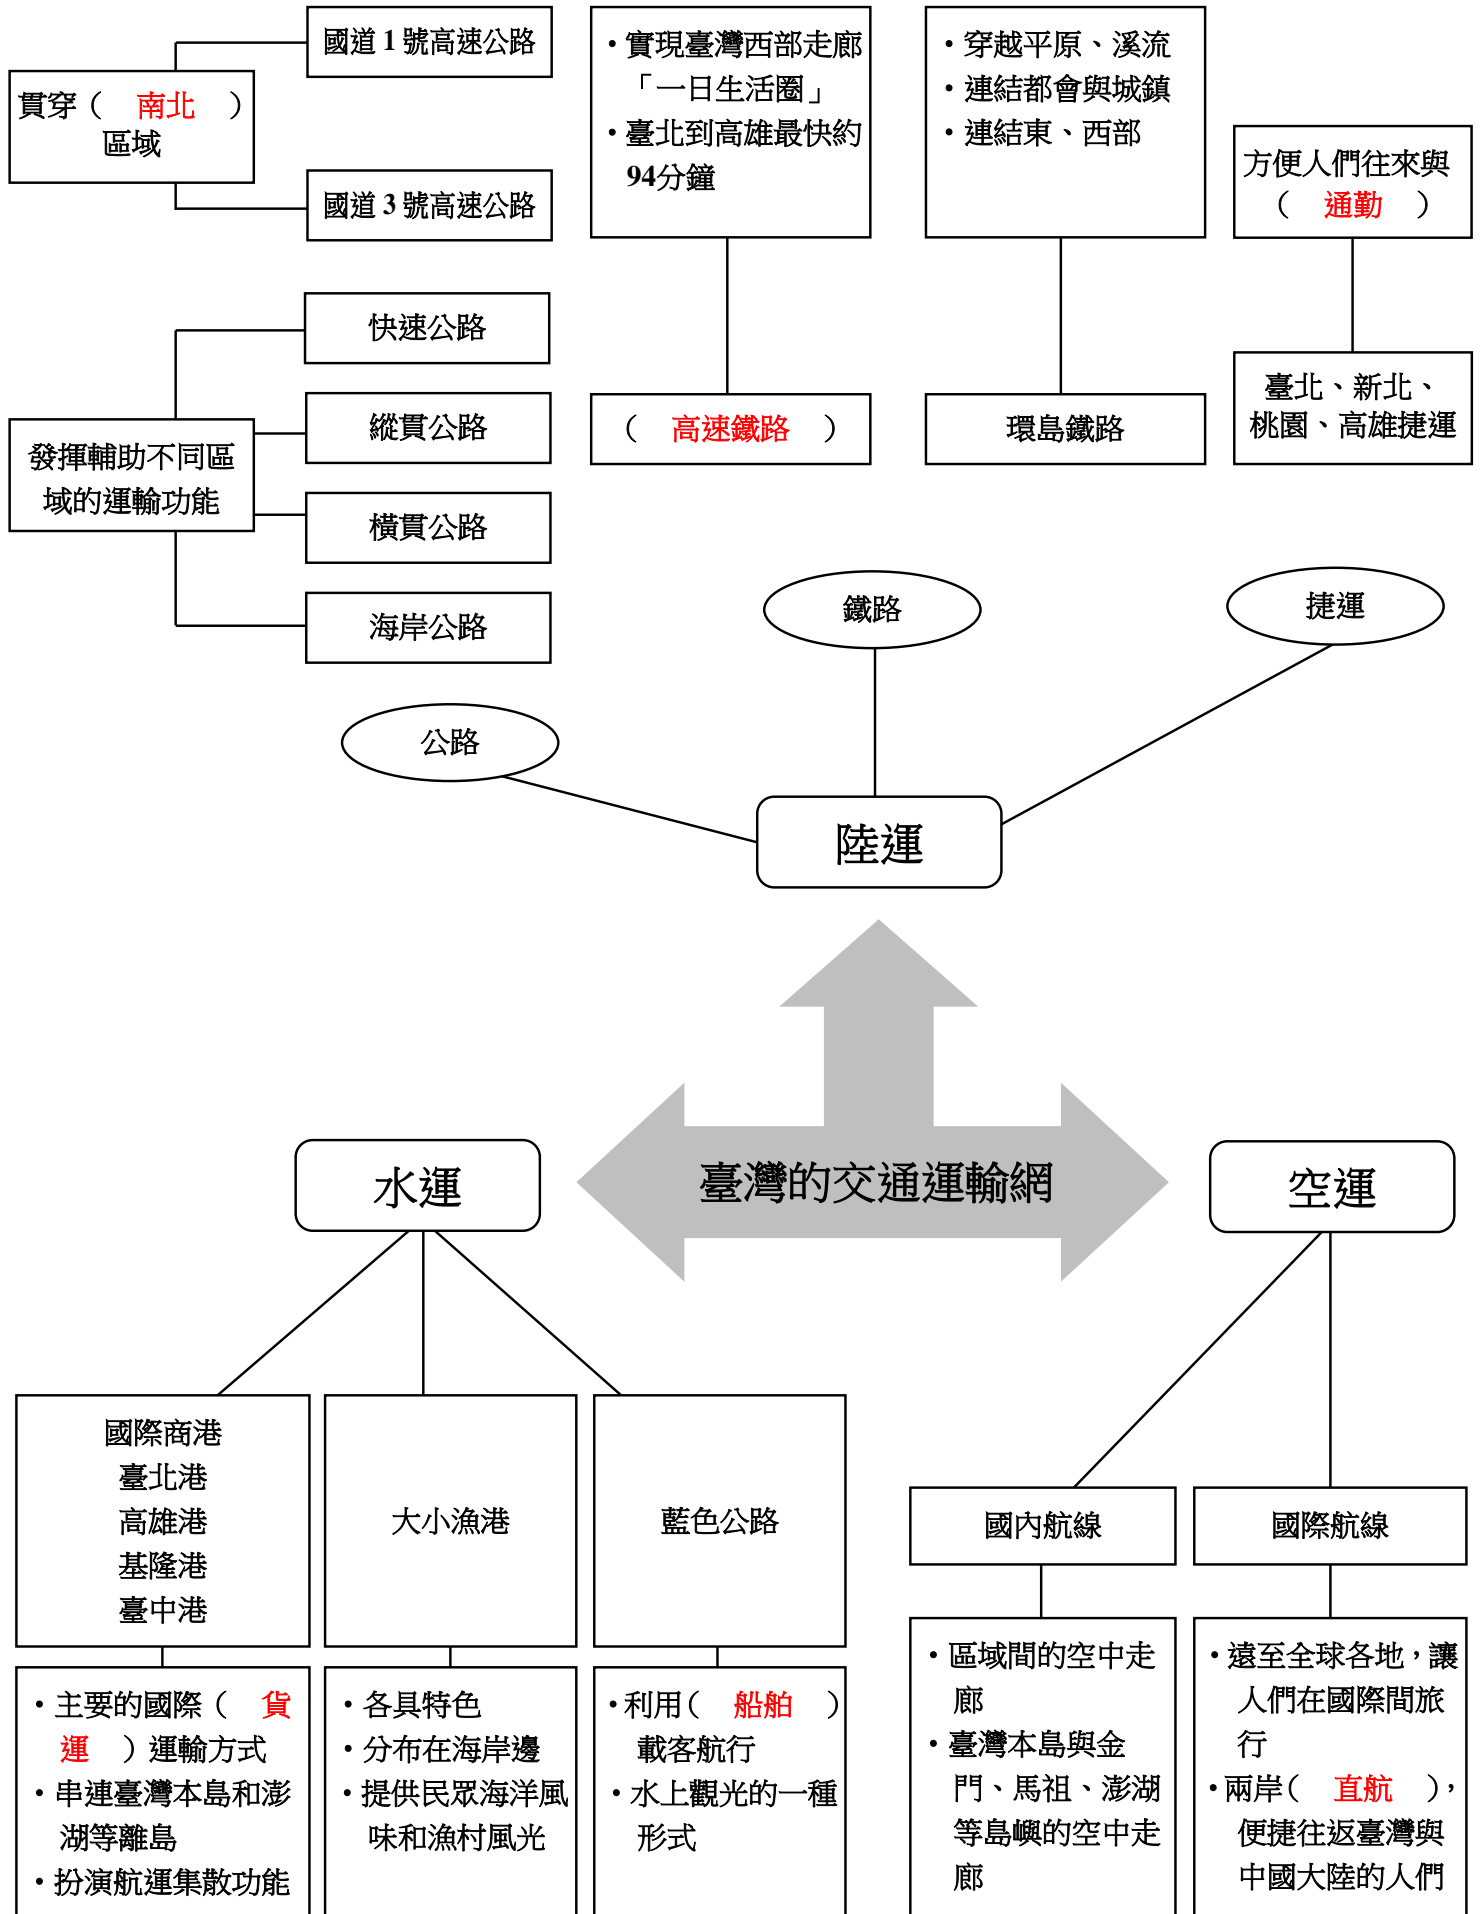 國道 1 號高速公路
貫穿（　南北　）
區域
國道 3 號高速公路
・實現臺灣西部走廊
「一日生活圈」
・臺北到高雄最快約
94分鐘
・穿越平原、溪流
・連結都會與城鎮
・連結東、西部
方便人們往來與
（　通勤　）
快速公路
縱貫公路
發揮輔助不同區
域的運輸功能
橫貫公路
海岸公路
（　高速鐵路　）
環島鐵路
臺北、新北、
桃園、高雄捷運
鐵路
捷運
公路
陸運
水運
臺灣的交通運輸網
空運
國際商港
臺北港
高雄港
基隆港
臺中港
大小漁港
藍色公路
國內航線
國際航線
・主要的國際（　貨
運　）運輸方式
・串連臺灣本島和澎
湖等離島
・扮演航運集散功能
・各具特色
・分布在海岸邊
・提供民眾海洋風
味和漁村風光
・利用（　船舶　）
載客航行
・水上觀光的一種
形式
・區域間的空中走
廊
・臺灣本島與金
門、馬祖、澎湖
等島嶼的空中走
廊
・遠至全球各地，讓
人們在國際間旅
行
・兩岸（　直航　），
便捷往返臺灣與
中國大陸的人們